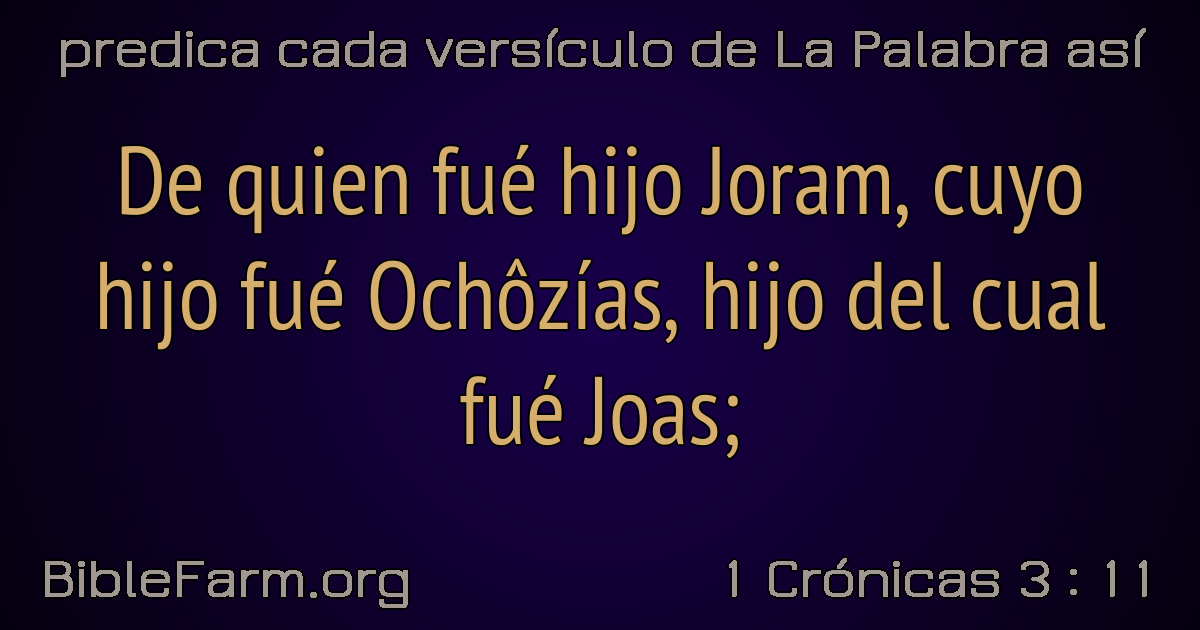 predica cada versículo de La Palabra así
De quien fué hijo Joram, cuyo
hijo fué Ochôzías, hijo del cual
fué Joas;
BibleFarm.org
1 Crónicas 3 : 11